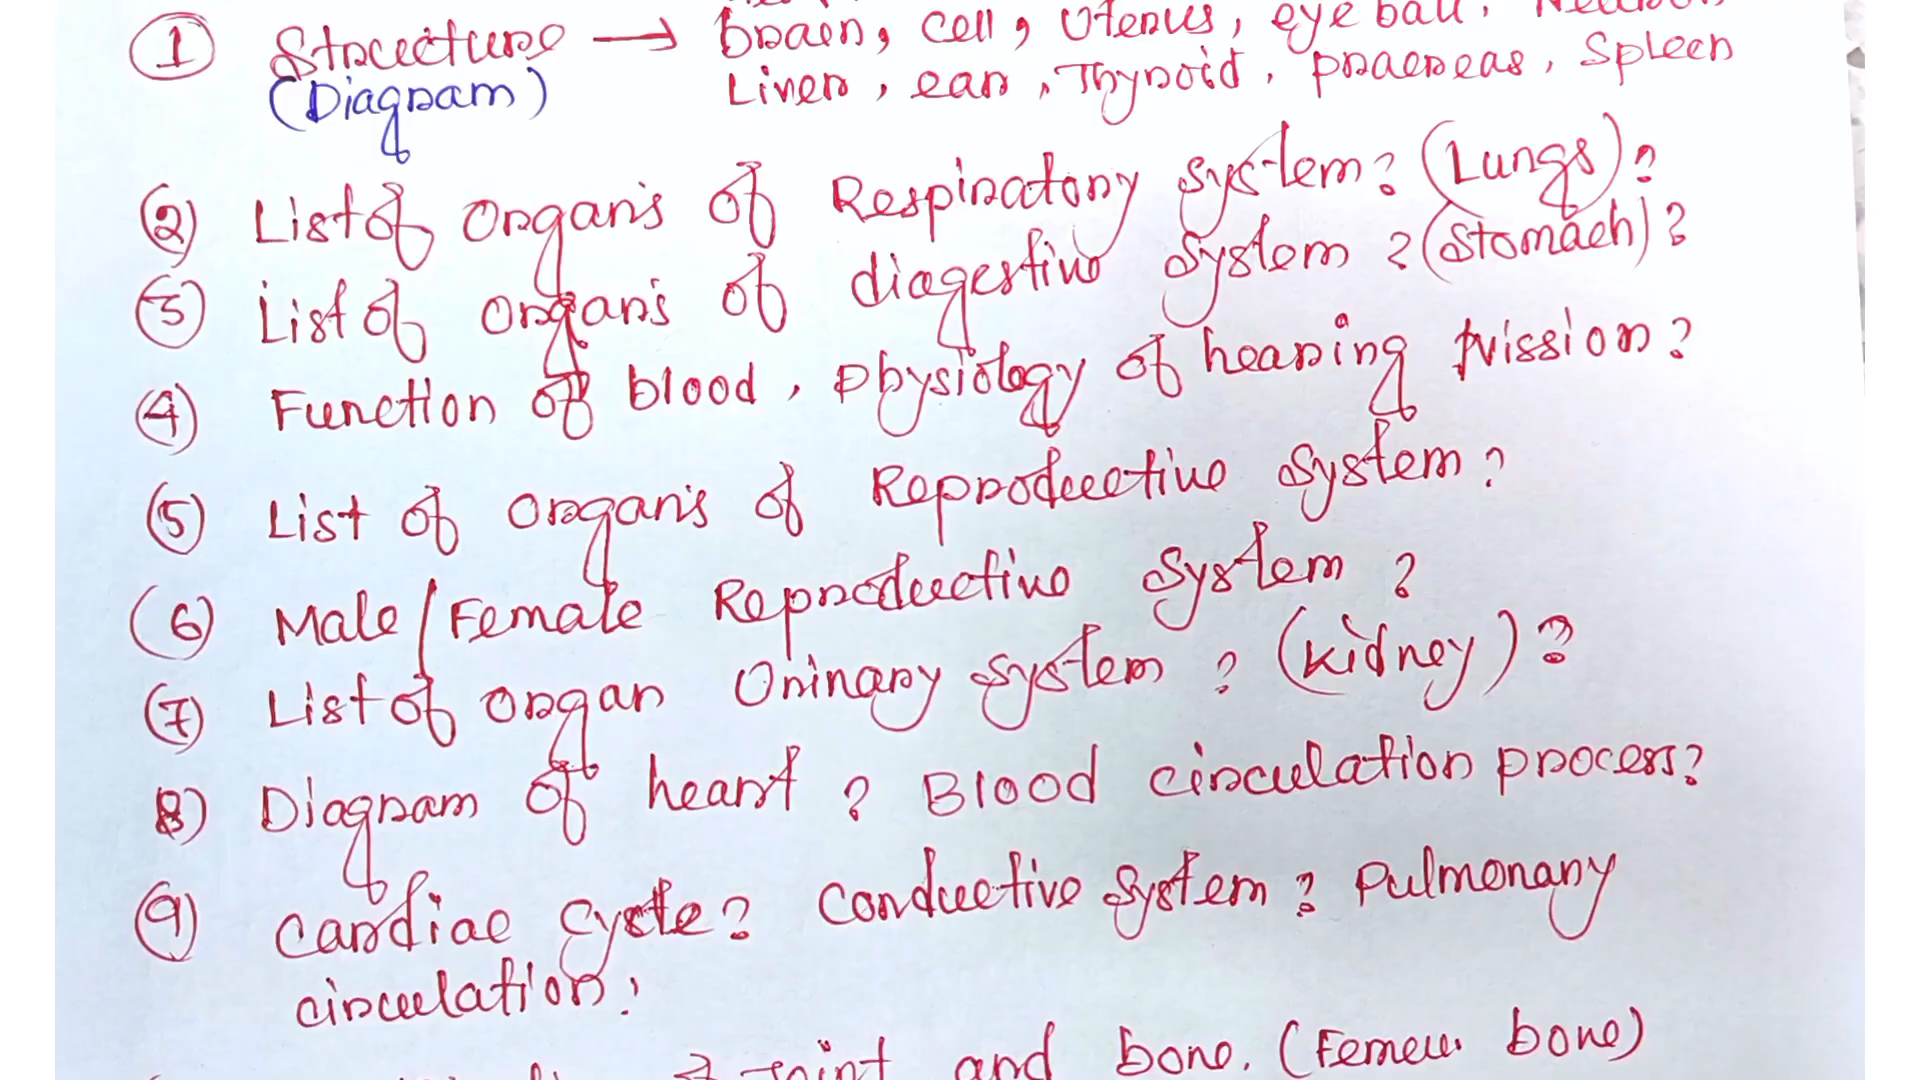 ① Structure → brain, cell, Uterus, eye ball,
(Diagram) Liver, ear, Thyroid, pancreas, Spleen
② List of Organ's of Respiratory system? (Lungs)?
③ List of organ's of diagestive system? (stomach)?
④ Function of blood, physiology of hearing vission?
⑤ List of organ's of Reproductive system?
(6) Male/Female Reproductive system?
⑦ List of organ Urinary system? (kidney)?
8) Diagram of heart? Blood circulation process?
⑨ cardiac cycle? conductive system? pulmonary
circulation?
joint and bone. (Femur bone)